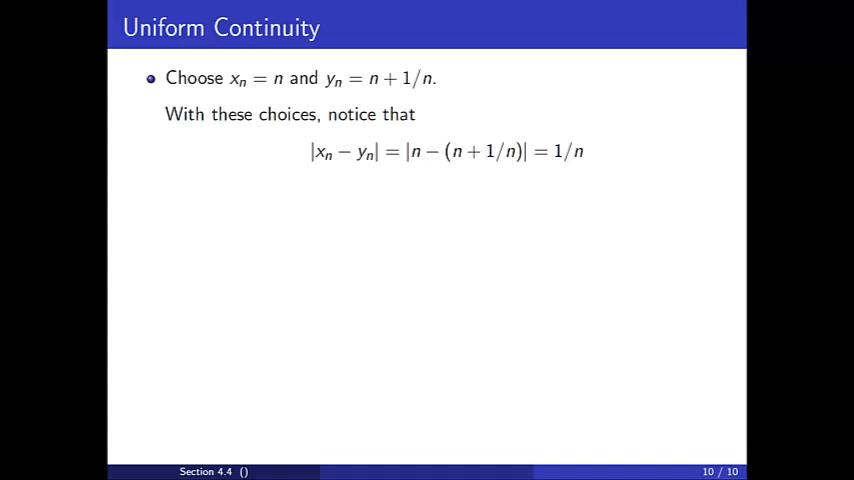 Uniform Continuity
Choose xₙ = n and yₙ = n + 1/n.
With these choices, notice that
|xₙ − yₙ| = |n − (n + 1/n)| = 1/n
Section 4.4 ()
10 / 10